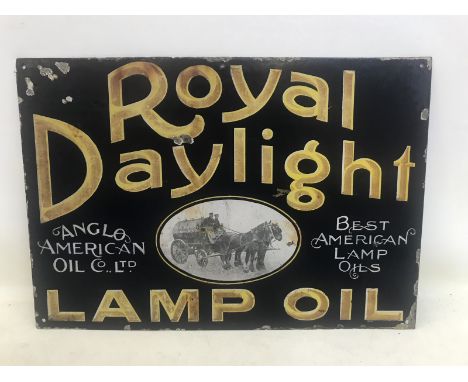 Royal
Daylight
ANGLO
AMERICAN
OIL CO., LTD
BEST
AMERICAN
LAMP
OILS
LAMP OIL